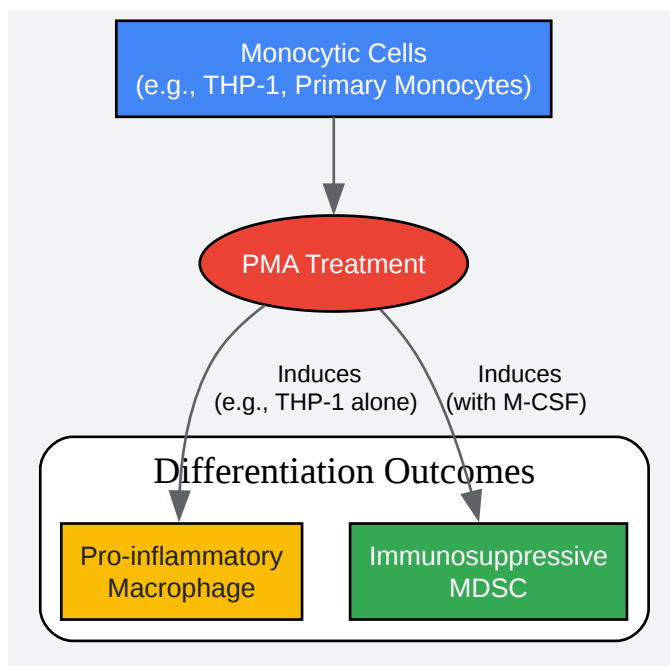 Monocytic Cells
(e.g., THP-1, Primary Monocytes)
PMA Treatment
Induces
(e.g., THP-1 alone)
Induces
(with M-CSF)
Differentiation Outcomes
Pro-inflammatory
Macrophage
Immunosuppressive
MDSC